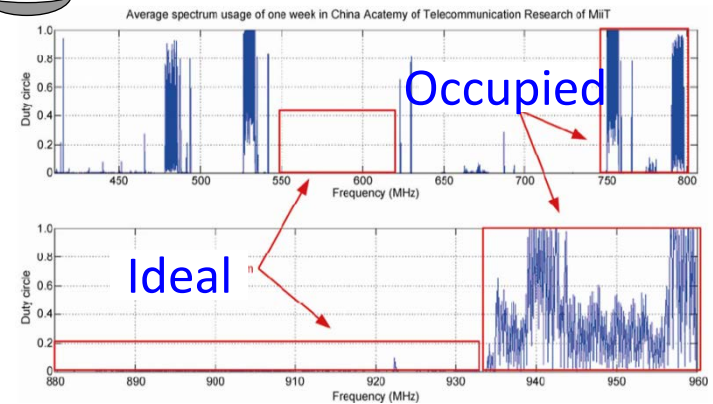 Average spectrum usage of one week in China Acatemy of Telecommunication Research of MiiT
1.0
0.8
0.6
0.4
0.2
0
Duty circle
Occupied
450 500 550 600 650 700 750 800
Frequency (MHz)
1.0
0.8
0.6
0.4
0.2
0
Duty circle
Ideal
880 890 900 910 920 930 940 950 960
Frequency (MHz)